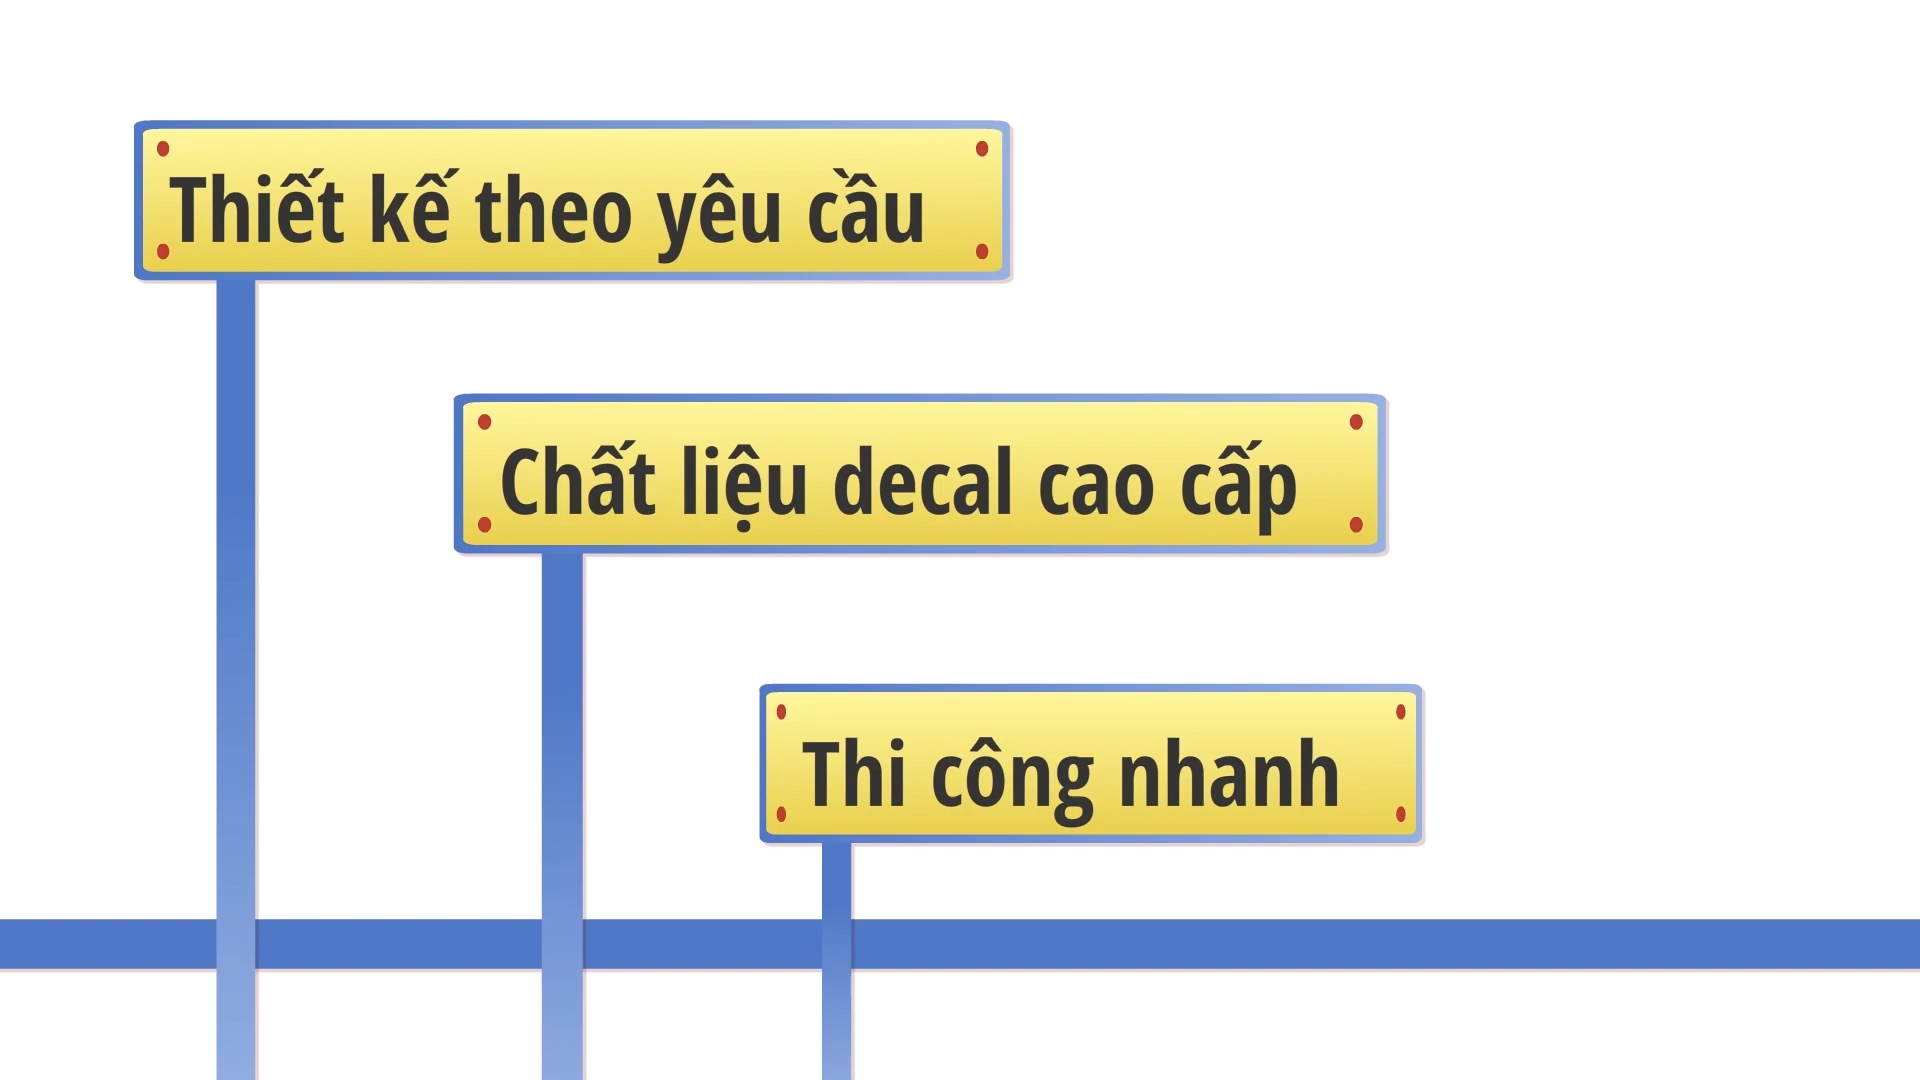 Thiết kế theo yêu cầu
Chất liệu decal cao cấp
Thi công nhanh